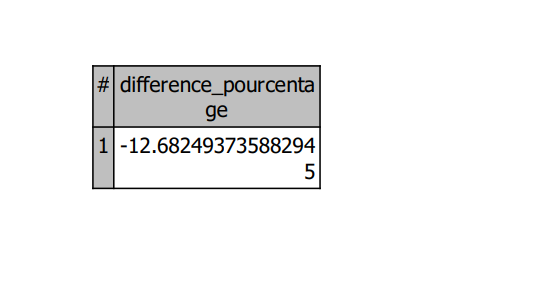 # difference_pourcenta
ge
1 -12.68249373588294
5